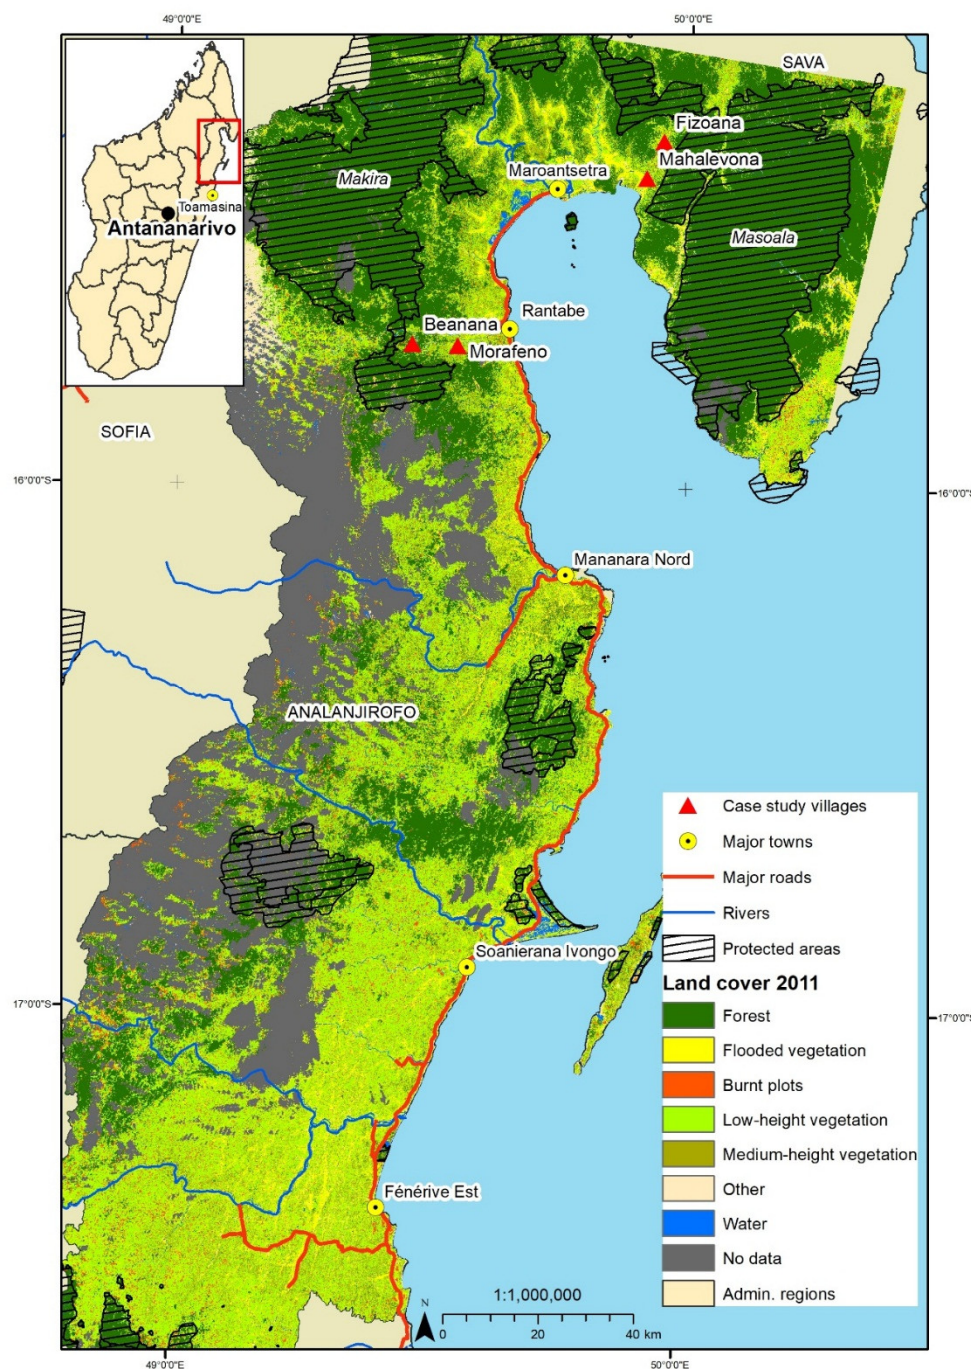 49°0'0"E
50°0'0"E
SAVA
Fizoana
Mahalevona
Maroantsetra
Makira
Masoala
Toamasina
Antananarivo
Rantabe
Beanana
Morafeno
SOFIA
16°0'0"S
16°0'0"S
Mananara Nord
ANALANJIROFO
Case study villages
Major towns
Major roads
Rivers
Protected areas
Soanierana Ivongo
Land cover 2011
17°0'0"S
17°0'0"S
Forest
Flooded vegetation
Burnt plots
Low-height vegetation
Medium-height vegetation
Other
Fénérive Est
Water
No data
Admin. regions
1:1,000,000
N
0 20 40 km
49°0'0"E
50°0'0"E